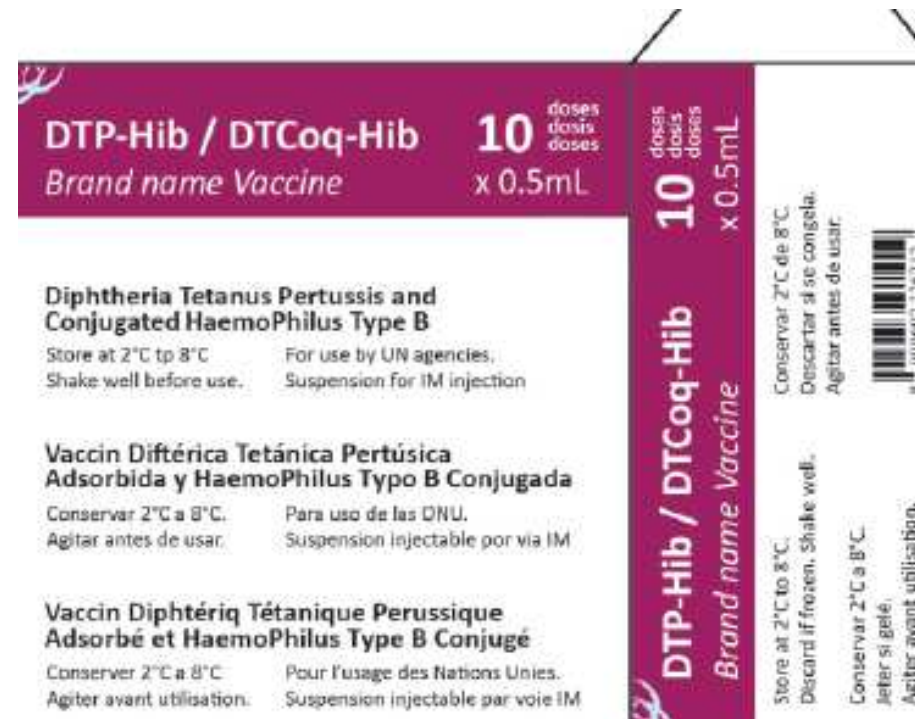 DTP-Hib / DTCoq-Hib
Brand name Vaccine
10 doses
dosis
doses
x 0.5mL
Diphtheria Tetanus Pertussis and
Conjugated HaemoPhilus Type B
Store at 2°C tp 8°C
Shake well before use.
For use by UN agencies.
Suspension for IM injection
Vaccin Diftérica Tetánica Pertúsica
Adsorbida y HaemoPhilus Typo B Conjugada
Conservar 2°C a 8°C.
Agitar antes de usar.
Para uso de las ONU.
Suspension injectable por via IM
Vaccin Diphtériq Tétanique Perussique
Adsorbé et HaemoPhilus Type B Conjugé
Conserver 2°C a 8°C
Agiter avant utilisation.
Pour l'usage des Nations Unies.
Suspension injectable par voie IM
DTP-Hib / DTCoq-Hib
Brand name Vaccine
10 doses
dosis
doses
x 0.5mL
Store at 2°C to 8°C.
Discard if frozen. Shake well.
Conservar 2°C de 8°C.
Descartar si se congela.
Agitar antes de usar.
Conservar 2°C a 8°C.
Jeter si gelé.
Agiter avant utilisation.